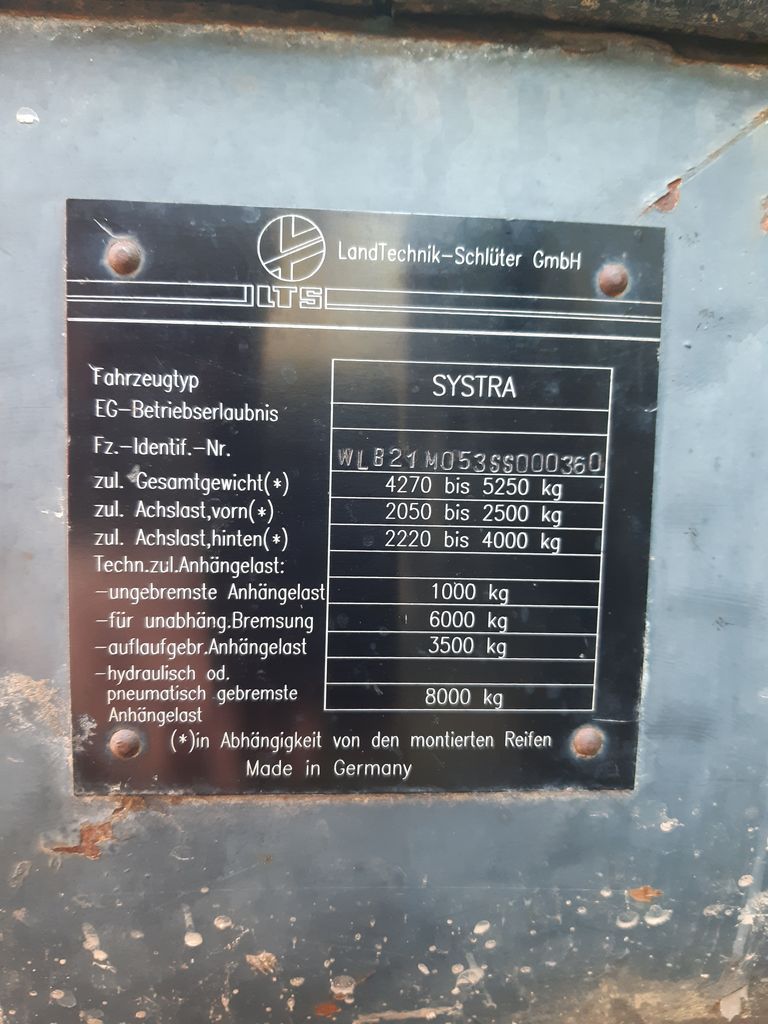 LandTechnik-Schlüter GmbH
LTS
Fahrzeugtyp SYSTRA
EG-Betriebserlaubnis
Fz.-Identif.-Nr. WLB21M053SS000360
zul. Gesamtgewicht(*) 4270 bis 5250 kg
zul. Achslast,vorn(*) 2050 bis 2500 kg
zul. Achslast,hinten(*) 2220 bis 4000 kg
Techn.zul.Anhängelast:
-ungebremste Anhängelast 1000 kg
-für unabhäng.Bremsung 6000 kg
-auflaufgebr.Anhängelast 3500 kg
-hydraulisch od.
pneumatisch gebremste 8000 kg
Anhängelast
(*)in Abhängigkeit von den montierten Reifen
Made in Germany